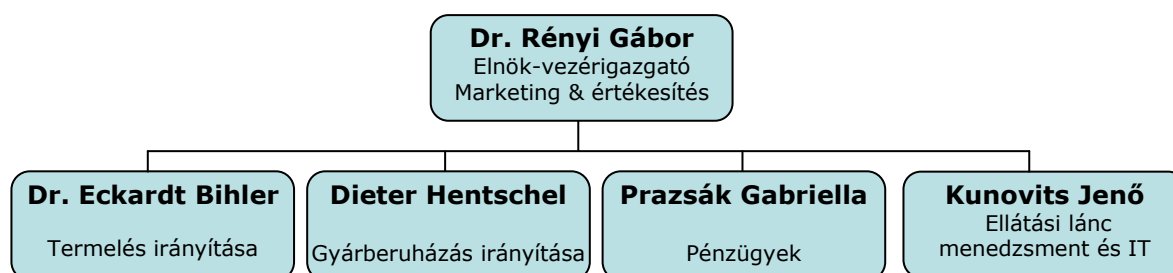 Dr. Rényi Gábor
Elnök-vezérigazgató
Marketing & értékesítés
Dr. Eckardt Bihler
Termelés irányítása
Dieter Hentschel
Gyárberuházás irányítása
Prazsák Gabriella
Pénzügyek
Kunovits Jenő
Ellátási lánc
menedzsment és IT